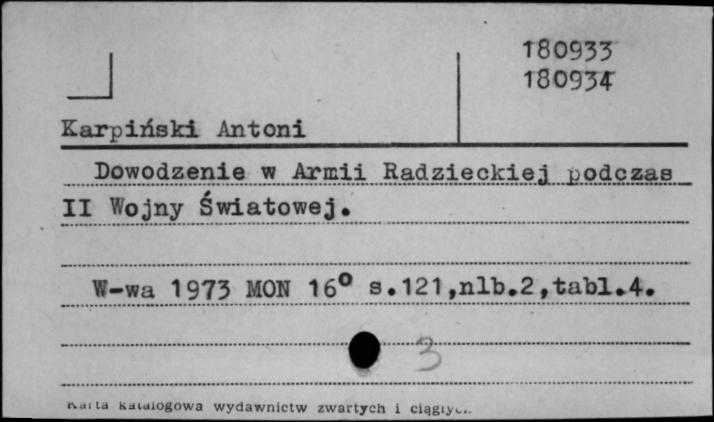 180933
180934
Karpiński Antoni
Dowodzenie w Armii Radzieckiej podczas
II Wojny Światowej.
W-wa 1973 MON 16° s.121,nlb.2,tabl.4.
3
Karta katalogowa wydawnictw zwartych i ciągłych.